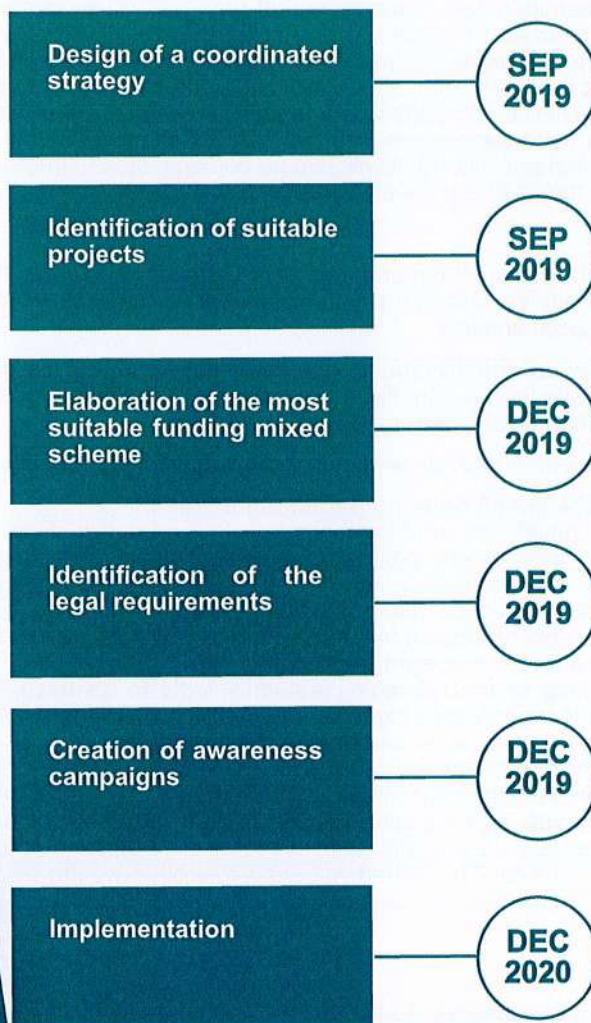 Design of a coordinated
strategy
SEP
2019
Identification of suitable
projects
SEP
2019
Elaboration of the most
suitable funding mixed
scheme
DEC
2019
Identification of the
legal requirements
DEC
2019
Creation of awareness
campaigns
DEC
2019
Implementation
DEC
2020